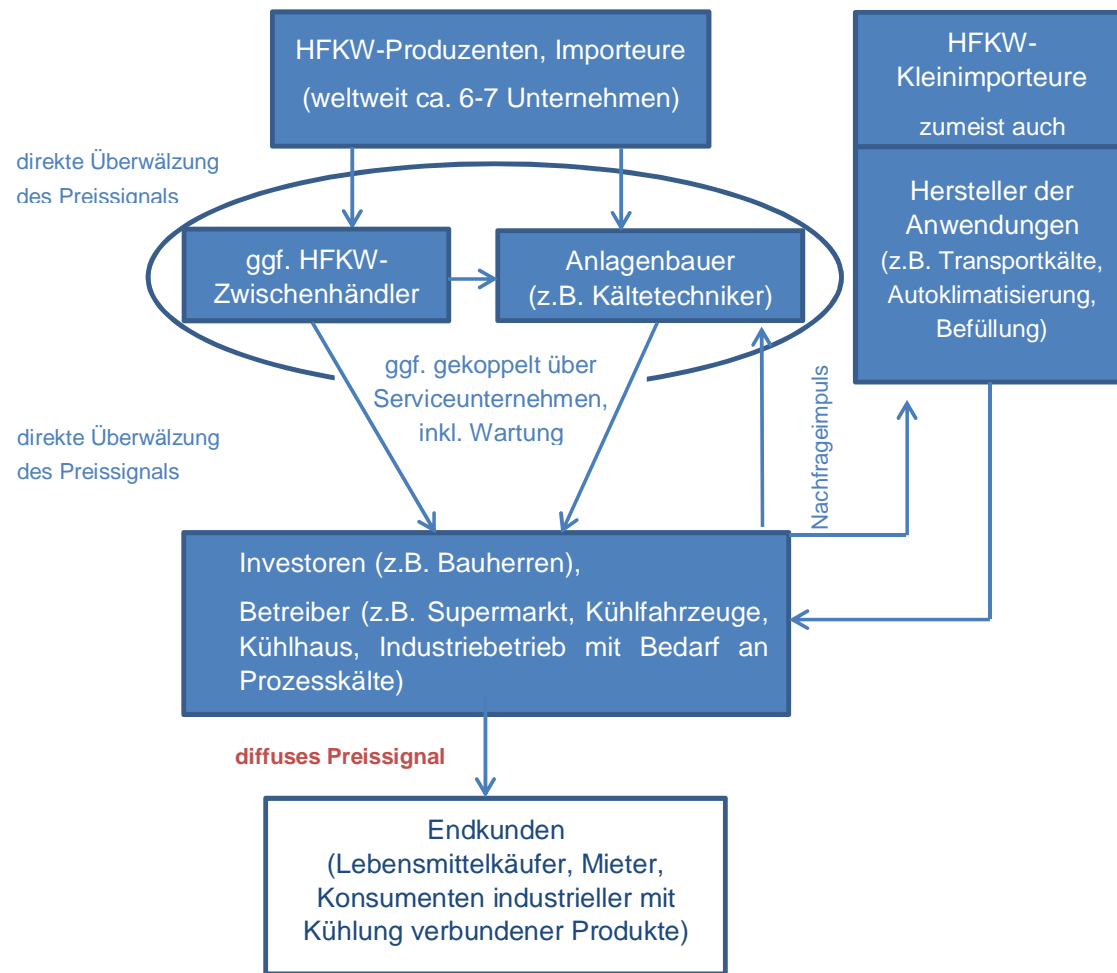 HFKW-Produzenten, Importeure
(weltweit ca. 6-7 Unternehmen)
HFKW-
Kleinimporteure
zumeist auch
Hersteller der
Anwendungen
(z.B. Transportkälte,
Autoklimatisierung,
Befüllung)
direkte Überwälzung
des Preissignals
ggf. HFKW-
Zwischenhändler
Anlagenbauer
(z.B. Kältetechniker)
ggf. gekoppelt über
Serviceunternehmen,
inkl. Wartung
direkte Überwälzung
des Preissignals
Nachfrageimpuls
Investoren (z.B. Bauherren),
Betreiber (z.B. Supermarkt, Kühlfahrzeuge,
Kühlhaus, Industriebetrieb mit Bedarf an
Prozesskälte)
diffuses Preissignal
Endkunden
(Lebensmittelkäufer, Mieter,
Konsumenten industrieller mit
Kühlung verbundener Produkte)